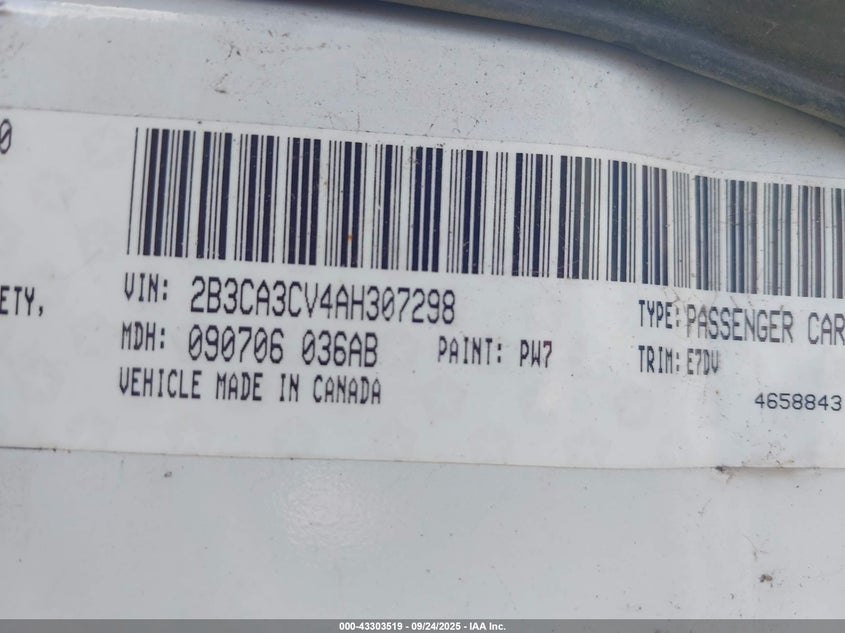 0
ETY,
VIN: 2B3CA3CV4AH307298
TYPE: PASSENGER CAR
MDH: 090706 036AB
PAINT: PW7
TRIM: E7DV
VEHICLE MADE IN CANADA
4658843
000-43303519 - 09/24/2025 - IAA Inc.